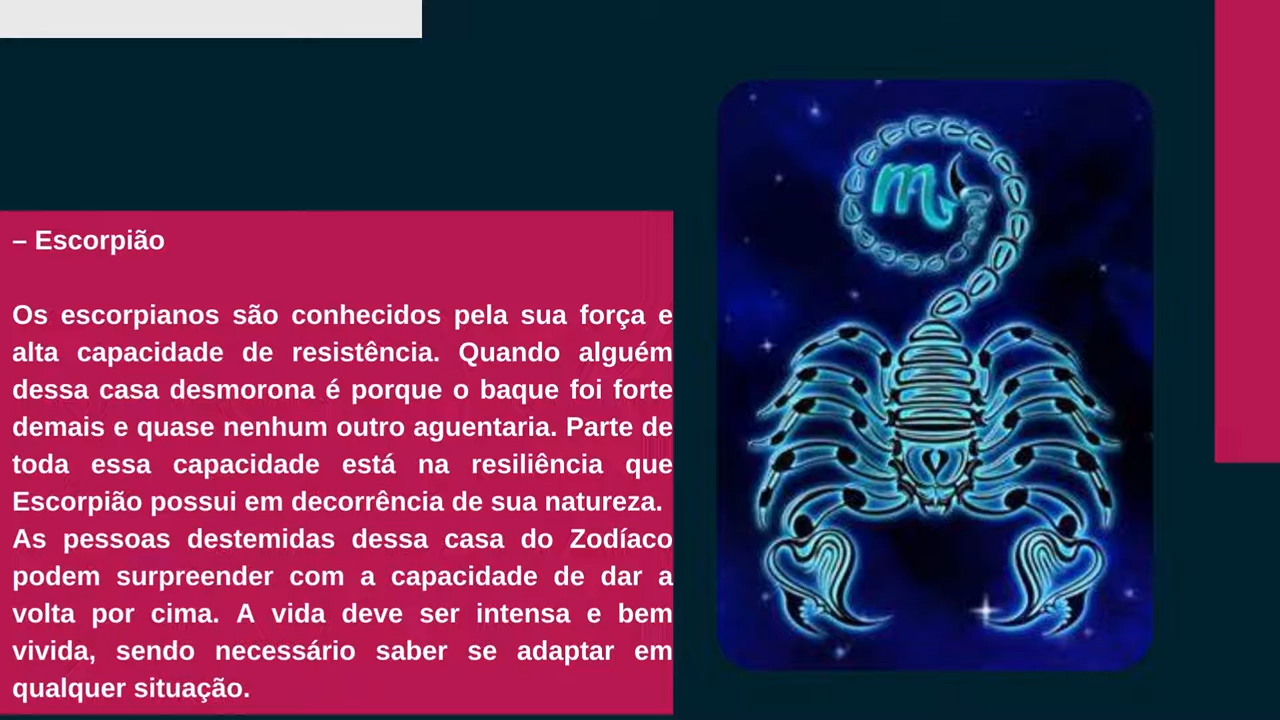 – Escorpião
Os escorpianos são conhecidos pela sua força e
alta capacidade de resistência. Quando alguém
dessa casa desmorona é porque o baque foi forte
demais e quase nenhum outro aguentaria. Parte de
toda essa capacidade está na resiliência que
Escorpião possui em decorrência de sua natureza.
As pessoas destemidas dessa casa do Zodíaco
podem surpreender com a capacidade de dar a
volta por cima. A vida deve ser intensa e bem
vivida, sendo necessário saber se adaptar em
qualquer situação.